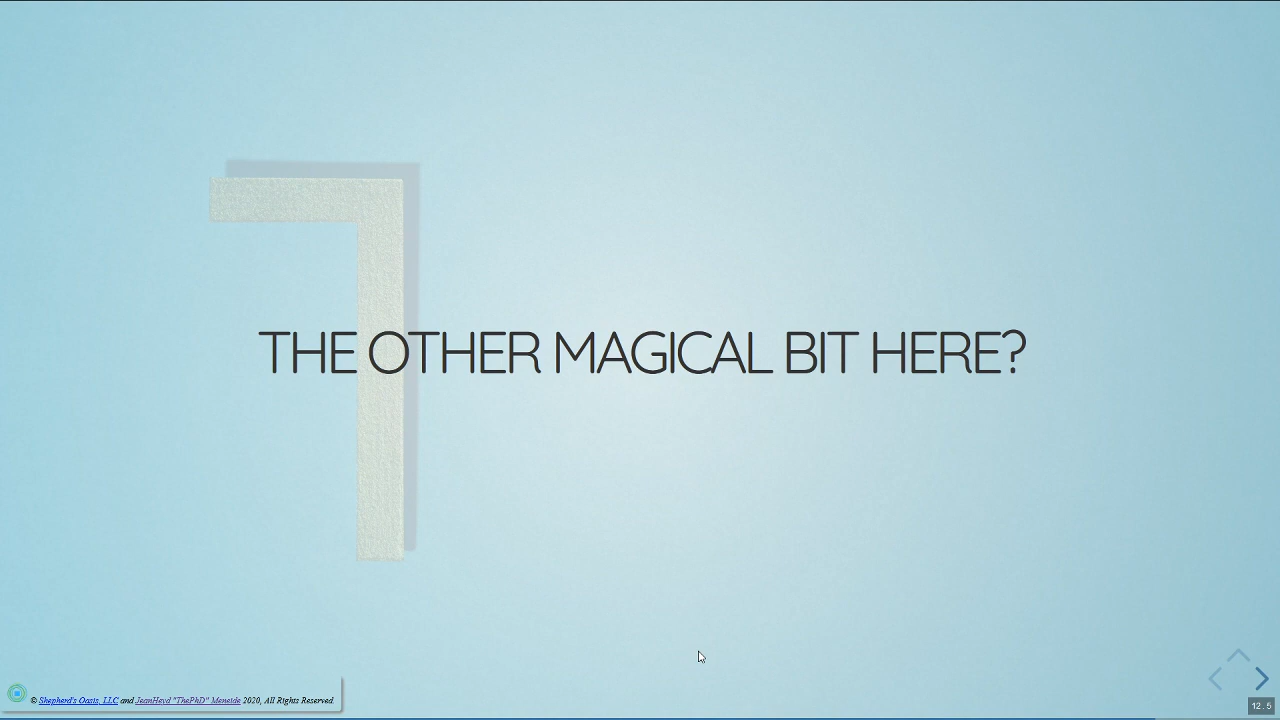 THE OTHER MAGICAL BIT HERE?
© Shepherd's Oasis, LLC and JeanHeyd "ThePhD" Meneide 2020, All Rights Reserved.
12.5